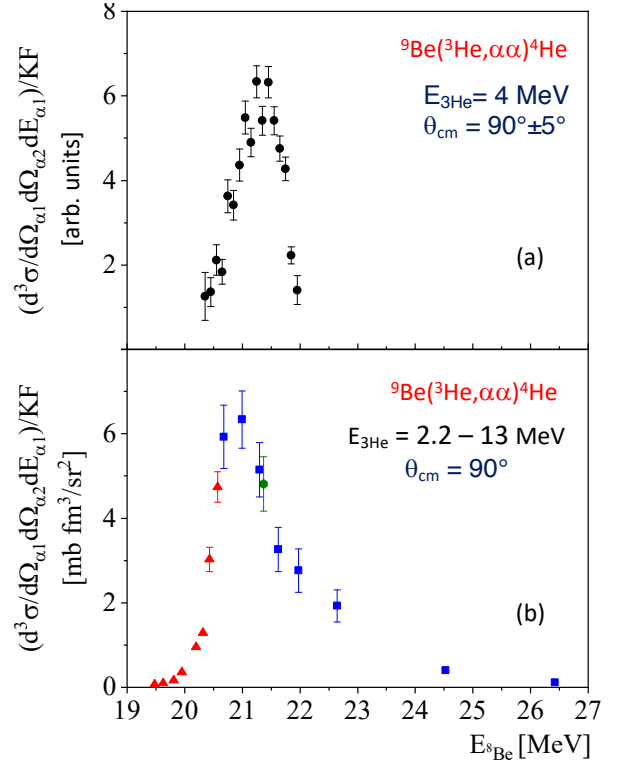 8
⁹Be(³He,αα)⁴He
E₃He= 4 MeV
θcm = 90°±5°
6
4
2
(a)
(d³σ/dΩα1dΩα2dEα1)/KF
[arb. units]
⁹Be(³He,αα)⁴He
E₃He = 2.2 – 13 MeV
θcm = 90°
6
4
2
0
(b)
(d³σ/dΩα1dΩα2dEα1)/KF
[mb fm³/sr²]
19 20 21 22 23 24 25 26 27
E⁸Be [MeV]